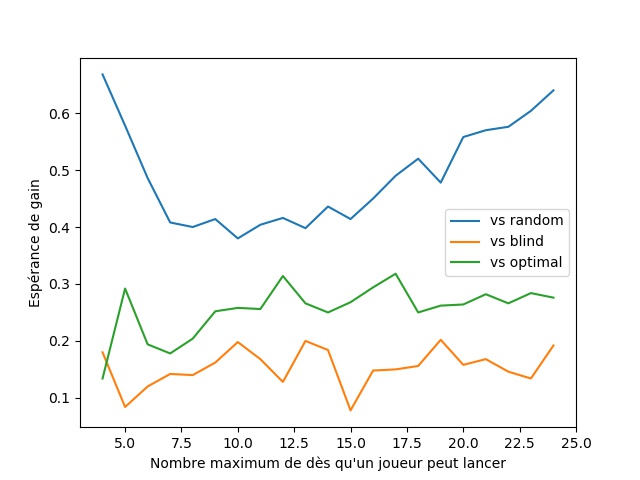 0.6
0.5
0.4
0.3
0.2
0.1
Espérance de gain
vs random
vs blind
vs optimal
5.0 7.5 10.0 12.5 15.0 17.5 20.0 22.5 25.0
Nombre maximum de dès qu'un joueur peut lancer